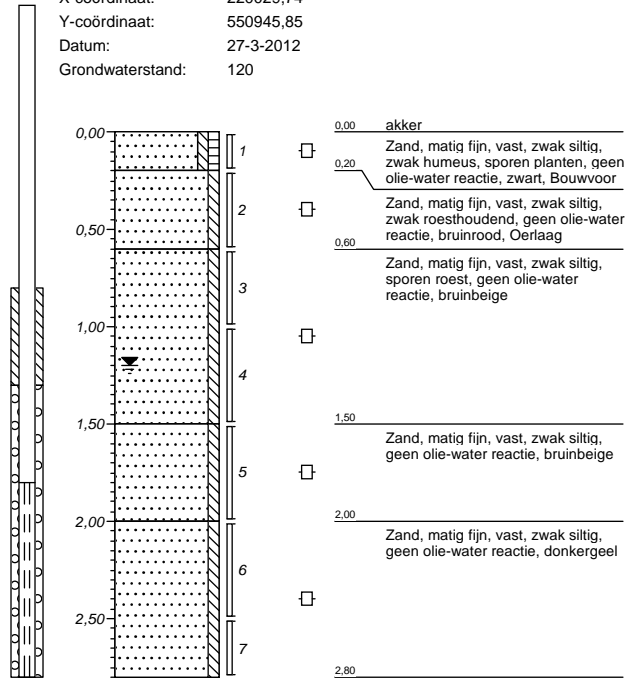 Y-coördinaat: 550945,85
Datum: 27-3-2012
Grondwaterstand: 120
0,00
0,50
1,00
1,50
2,00
2,50
1
2
3
4
5
6
7
0,00 akker
Zand, matig fijn, vast, zwak siltig,
zwak humeus, sporen planten, geen
olie-water reactie, zwart, Bouwvoor
0,20
Zand, matig fijn, vast, zwak siltig,
zwak roesthoudend, geen olie-water
reactie, bruinrood, Oerlaag
0,60
Zand, matig fijn, vast, zwak siltig,
sporen roest, geen olie-water
reactie, bruinbeige
1,50
Zand, matig fijn, vast, zwak siltig,
geen olie-water reactie, bruinbeige
2,00
Zand, matig fijn, vast, zwak siltig,
geen olie-water reactie, donkergeel
2,80